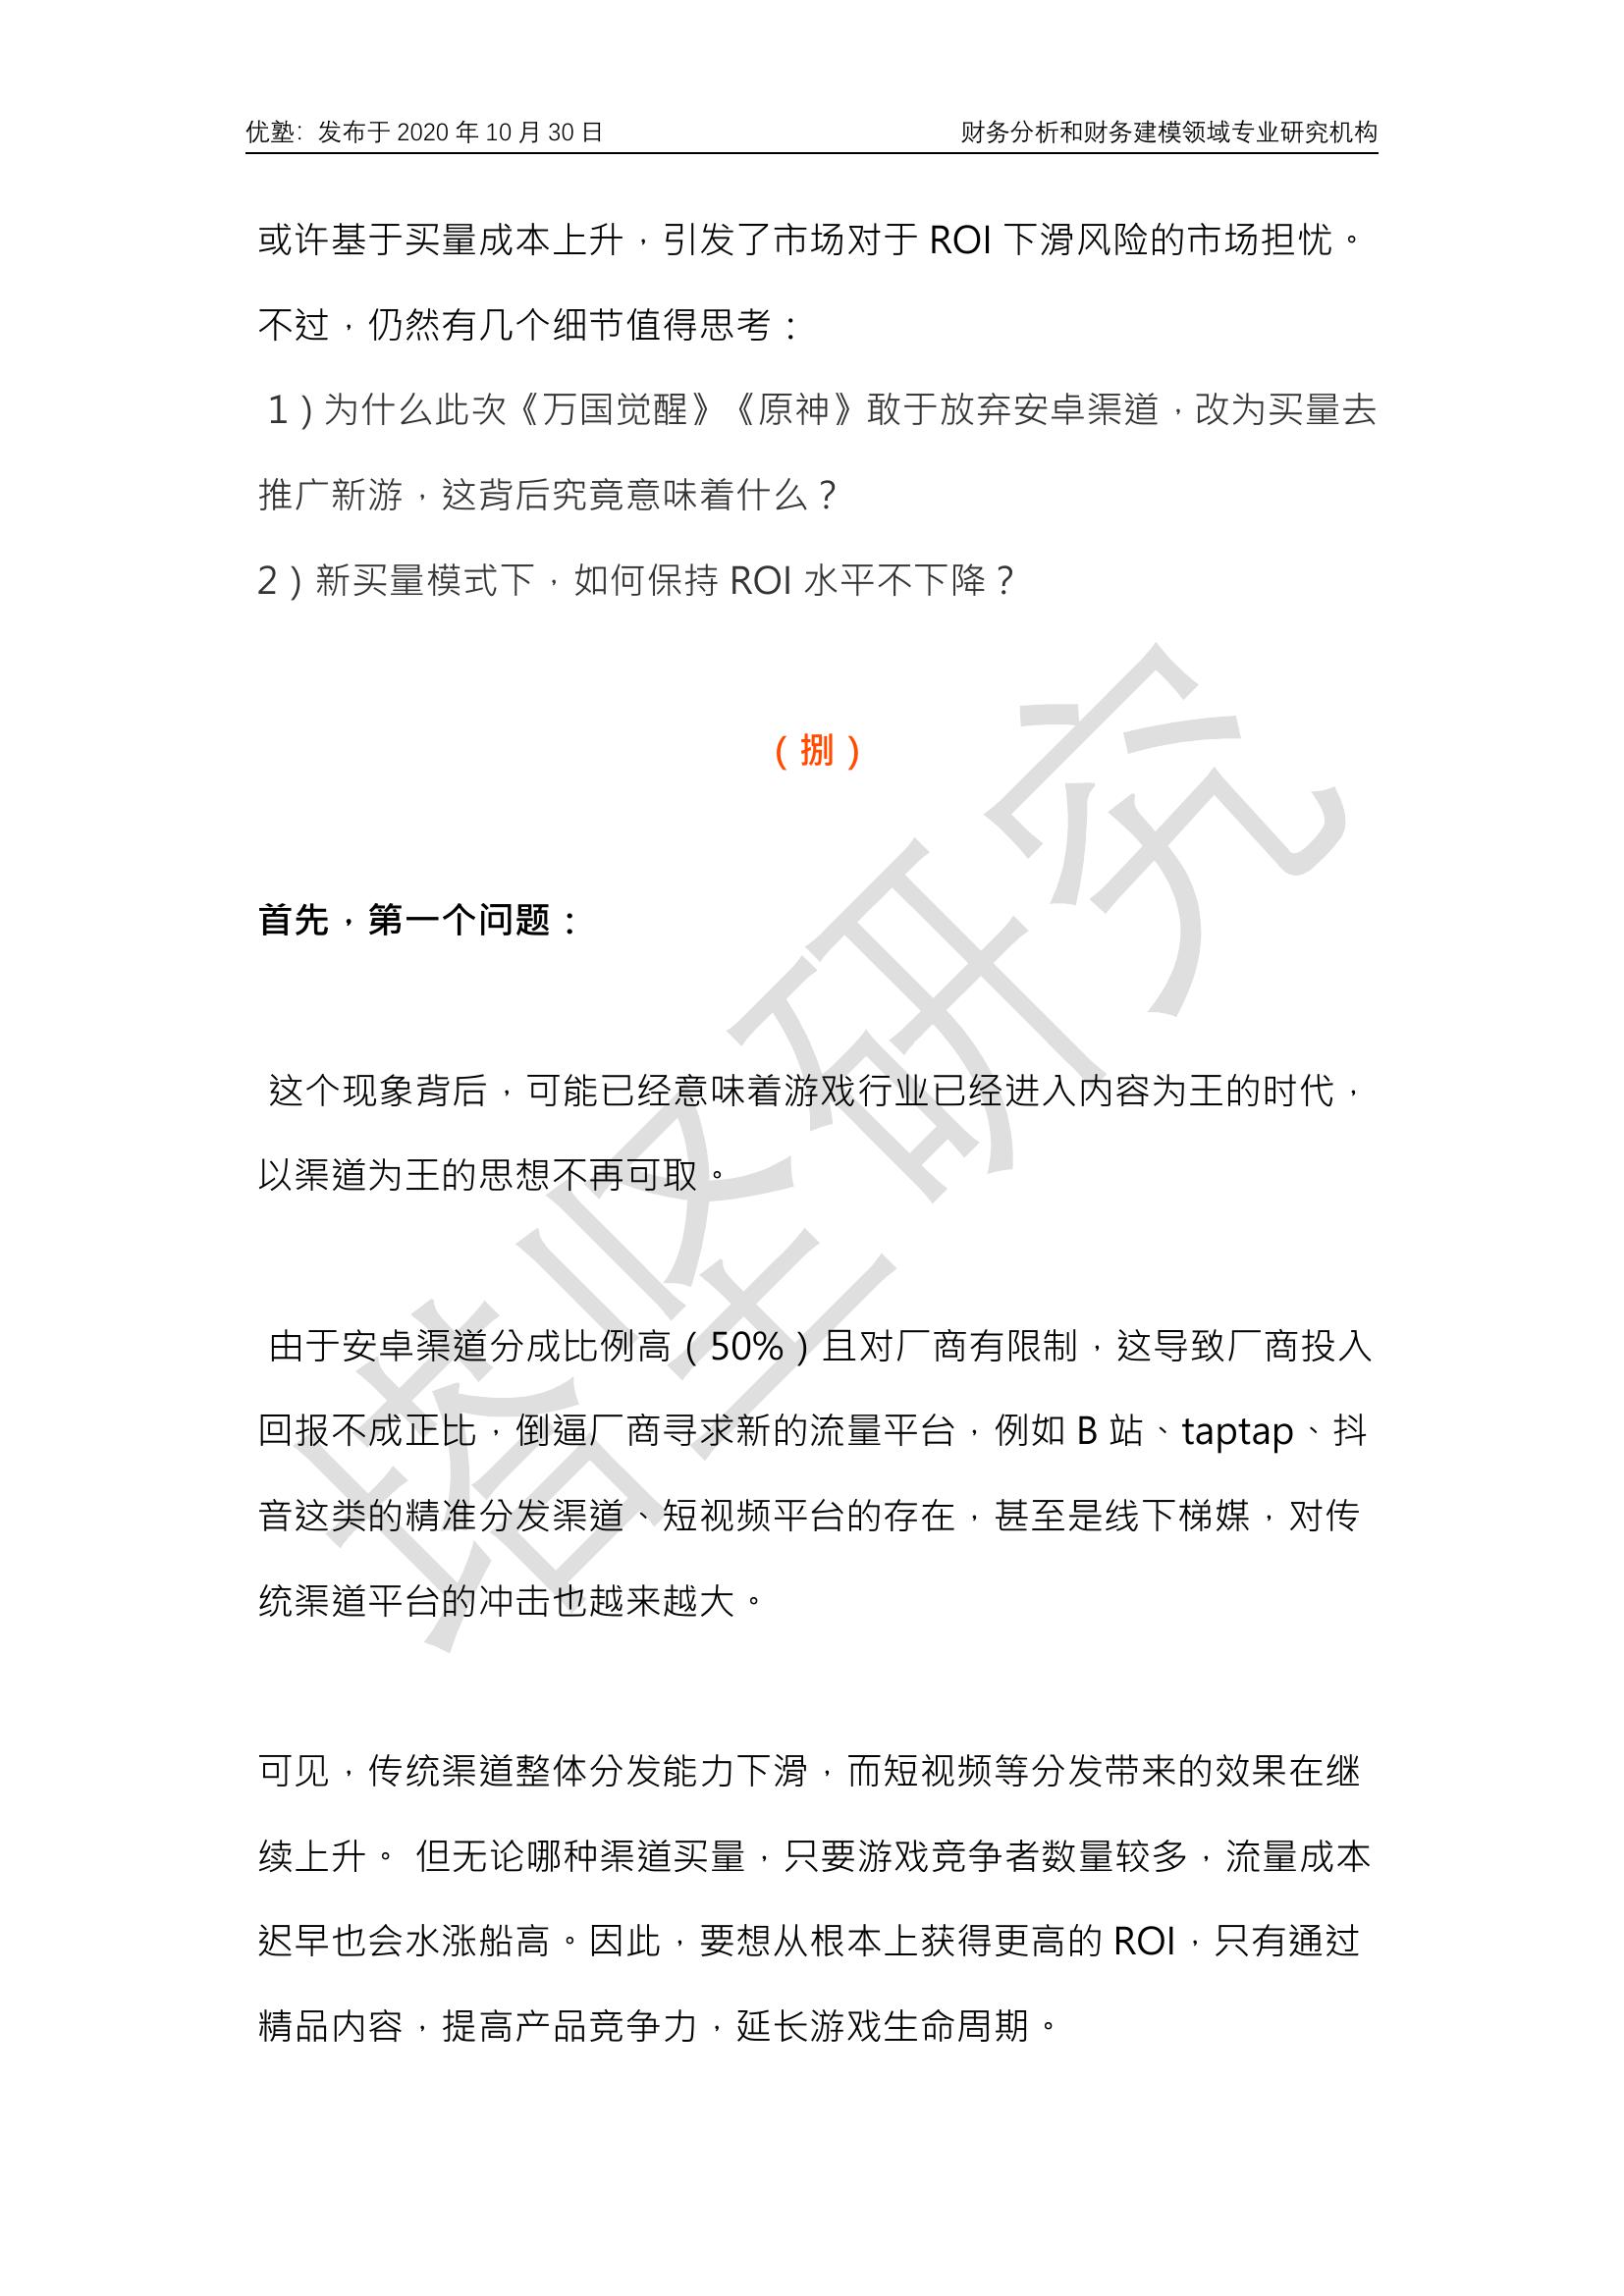 优塾：发布于 2020 年 10 月 30 日
财务分析和财务建模领域专业研究机构
或许基于买量成本上升，引发了市场对于 ROI 下滑风险的市场担忧。
不过，仍然有几个细节值得思考：
1）为什么此次《万国觉醒》《原神》敢于放弃安卓渠道，改为买量去
推广新游，这背后究竟意味着什么？
2）新买量模式下，如何保持 ROI 水平不下降？
（捌）
首先，第一个问题：
这个现象背后，可能已经意味着游戏行业已经进入内容为王的时代，
以渠道为王的思想不再可取。
由于安卓渠道分成比例高（50%）且对厂商有限制，这导致厂商投入
回报不成正比，倒逼厂商寻求新的流量平台，例如 B 站、taptap、抖
音这类的精准分发渠道、短视频平台的存在，甚至是线下梯媒，对传
统渠道平台的冲击也越来越大。
可见，传统渠道整体分发能力下滑，而短视频等分发带来的效果在继
续上升。 但无论哪种渠道买量，只要游戏竞争者数量较多，流量成本
迟早也会水涨船高。因此，要想从根本上获得更高的 ROI，只有通过
精品内容，提高产品竞争力，延长游戏生命周期。
塔坚研究